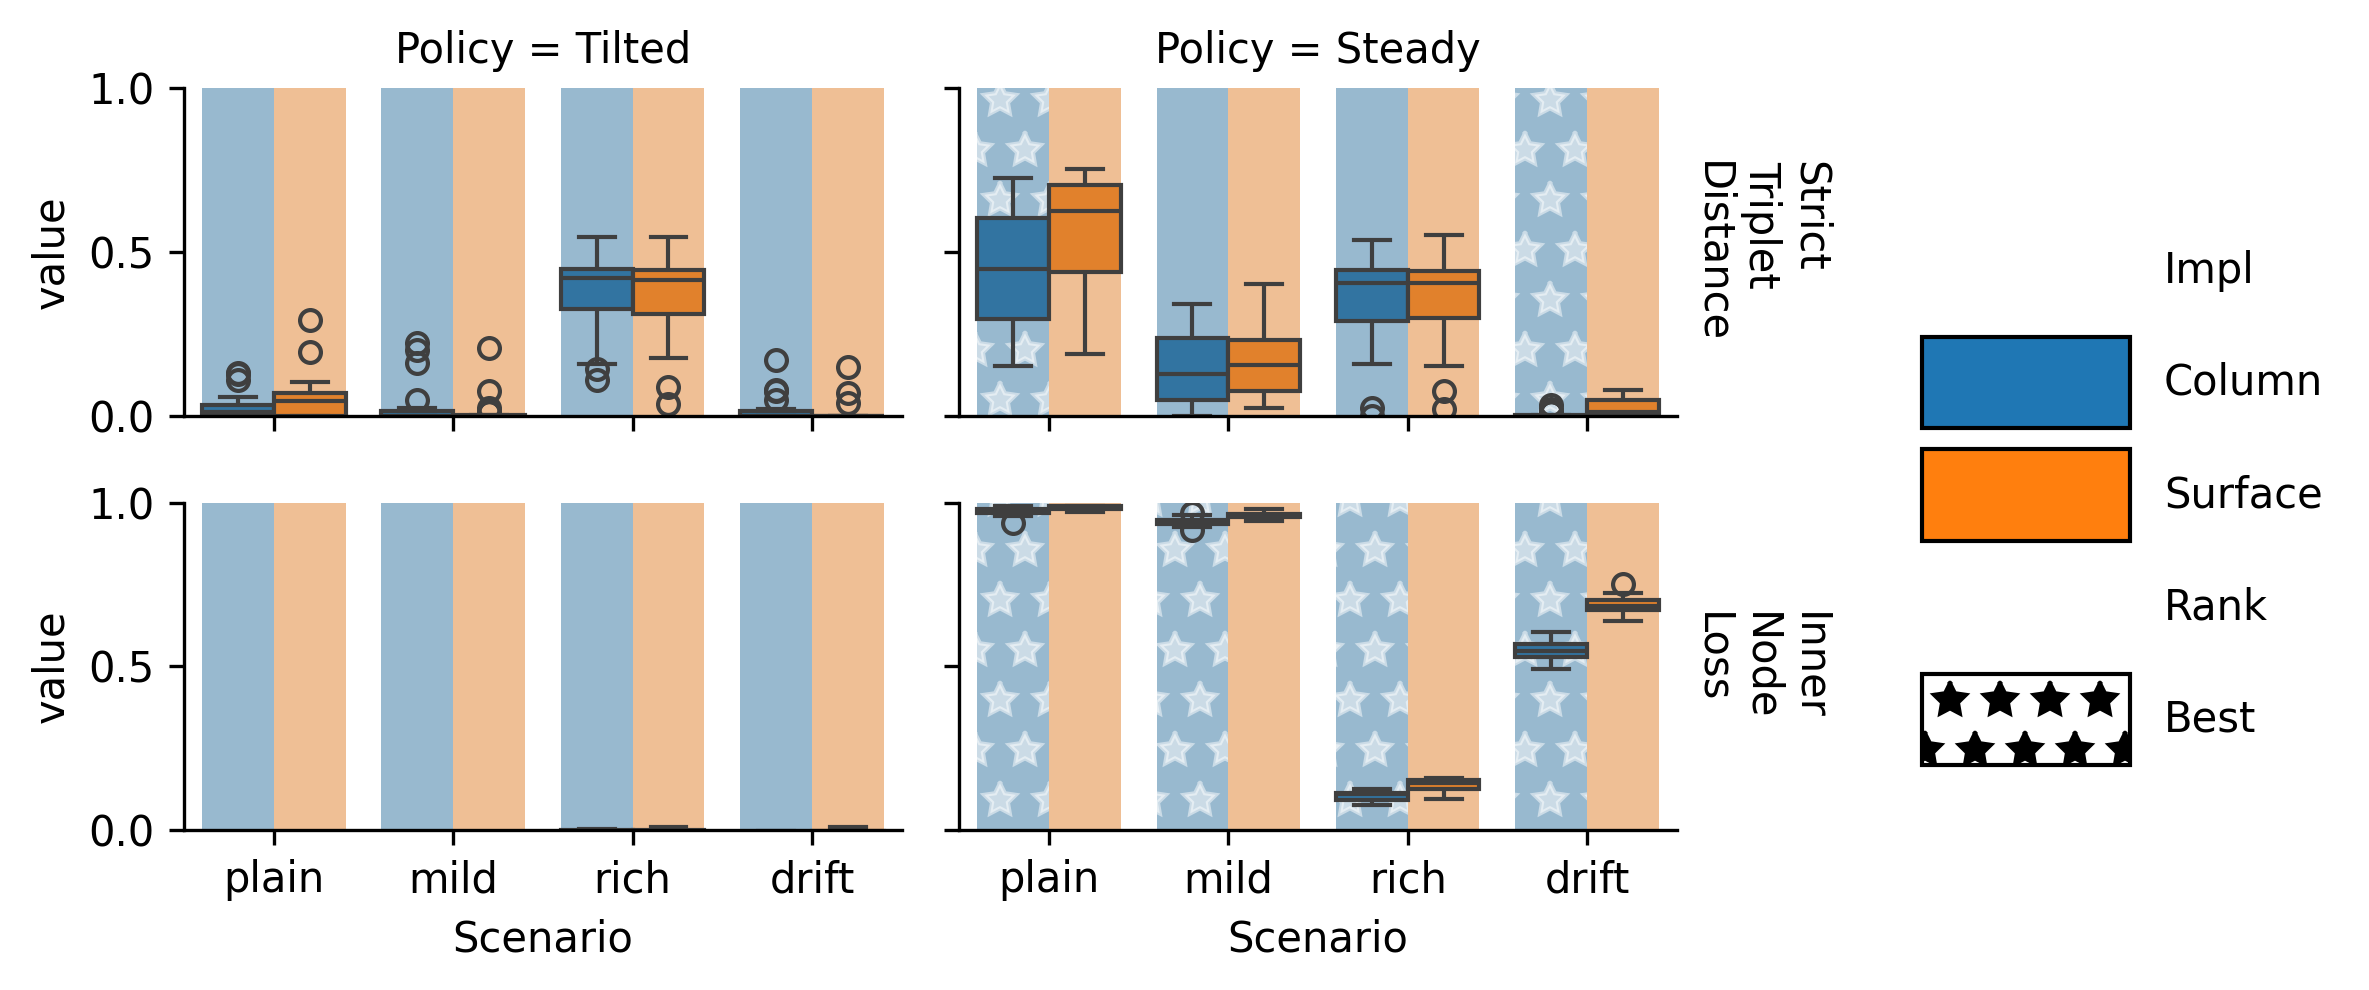 Policy = Tilted
Policy = Steady
1.0
0.5
0.0
value
Strict
Triplet
Distance
1.0
0.5
0.0
value
Inner
Node
Loss
plain mild rich drift
plain mild rich drift
Scenario
Scenario
Impl
Column
Surface
Rank
Best